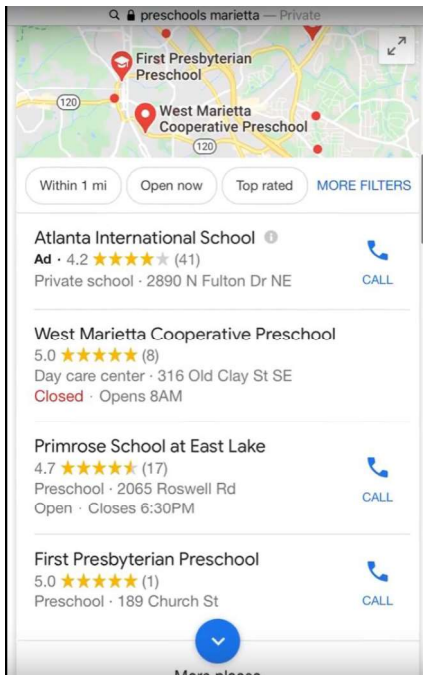 preschools marietta — Private
First Presbyterian
Preschool
120
West Marietta
Cooperative Preschool
120
Within 1 mi
Open now
Top rated
MORE FILTERS
Atlanta International School
Ad · 4.2 (41)
Private school · 2890 N Fulton Dr NE
CALL
West Marietta Cooperative Preschool
5.0 (8)
Day care center · 316 Old Clay St SE
Closed · Opens 8AM
Primrose School at East Lake
4.7 (17)
Preschool · 2065 Roswell Rd
Open · Closes 6:30PM
CALL
First Presbyterian Preschool
5.0 (1)
Preschool · 189 Church St
CALL
More places